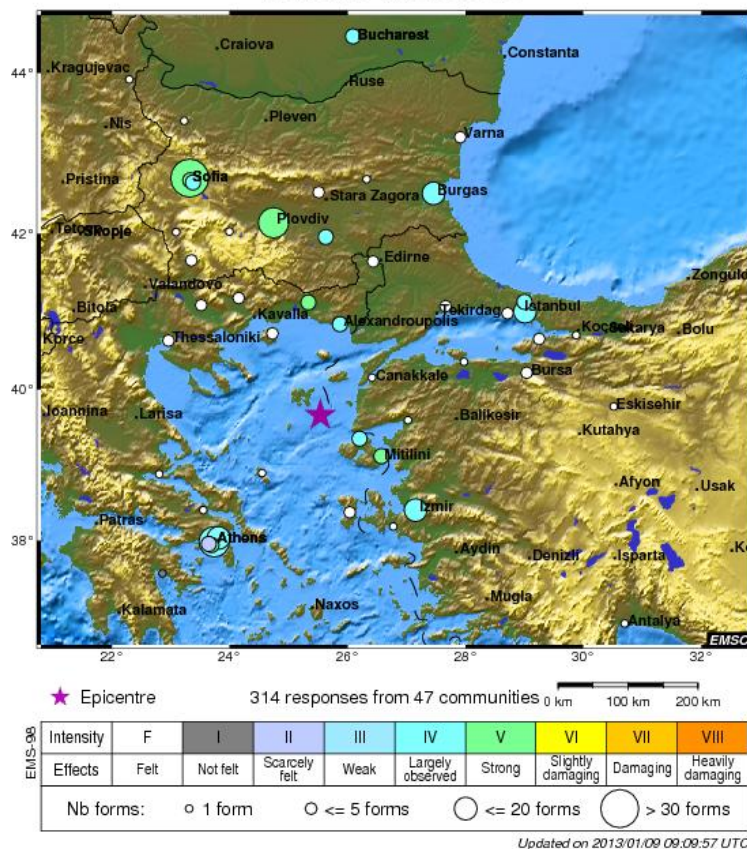 Bucharest
Craiova
Constanta
44°
Kragujevac
Ruse
Nis
Pleven
Varna
Pristina
Sofia
Stara Zagora
Burgas
Plovdiv
42°
Skopje
Edirne
Zonguld
Valandovo
Bitola
Kavalla
Alexandroupolis
Tekirdag
Istanbul
Kocaeli
Sakarya
Bolu
Korce
Thessaloniki
40°
Canakkale
Bursa
Eskisehir
Ioannina
Larisa
Balikesir
Kutahya
Mitilini
Afyon
Usak
Patras
Izmir
38°
Athens
Aydin
Denizli
Isparta
Ko
Kalamata
Naxos
Mugla
Antalya
EMSC
22°
24°
26°
28°
30°
32°
Epicentre
314 responses from 47 communities
0 km
100 km
200 km
EMS-98
Intensity F I II III IV V VI VII VIII
Effects Felt Not felt Scarcely felt Weak Largely observed Strong Slightly damaging Damaging Heavily damaging
Nb forms: 1 form <= 5 forms <= 20 forms > 30 forms
Updated on 2013/01/09 09:09:57 UTC